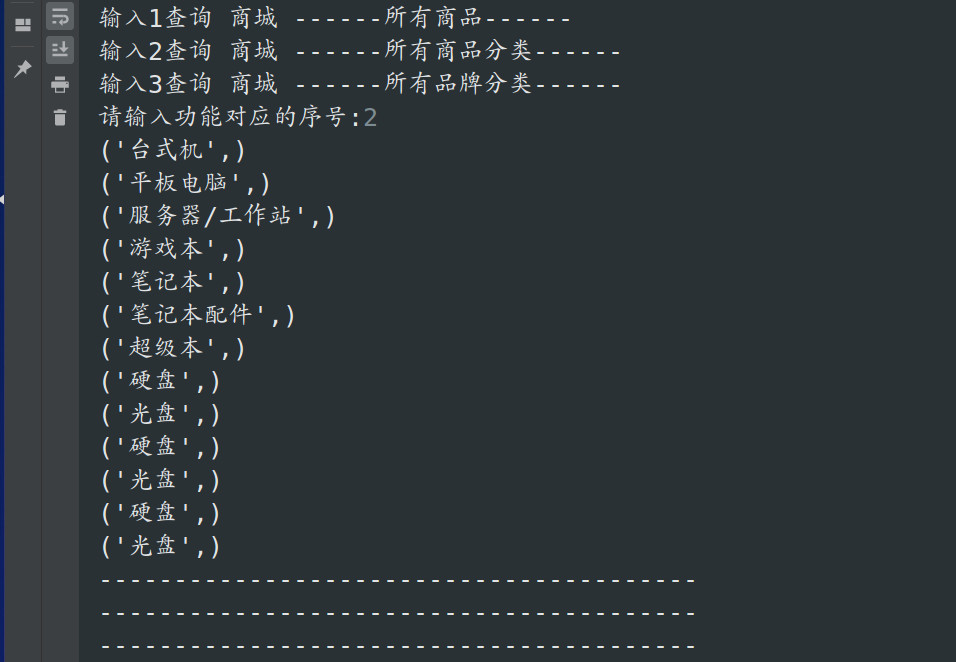 输入1查询 商城 ------所有商品------
输入2查询 商城 ------所有商品分类------
输入3查询 商城 ------所有品牌分类------
请输入功能对应的序号:2
('台式机',)
('平板电脑',)
('服务器/工作站',)
('游戏本',)
('笔记本',)
('笔记本配件',)
('超级本',)
('硬盘',)
('光盘',)
('硬盘',)
('光盘',)
('硬盘',)
('光盘',)
----------------------------------------
----------------------------------------
----------------------------------------